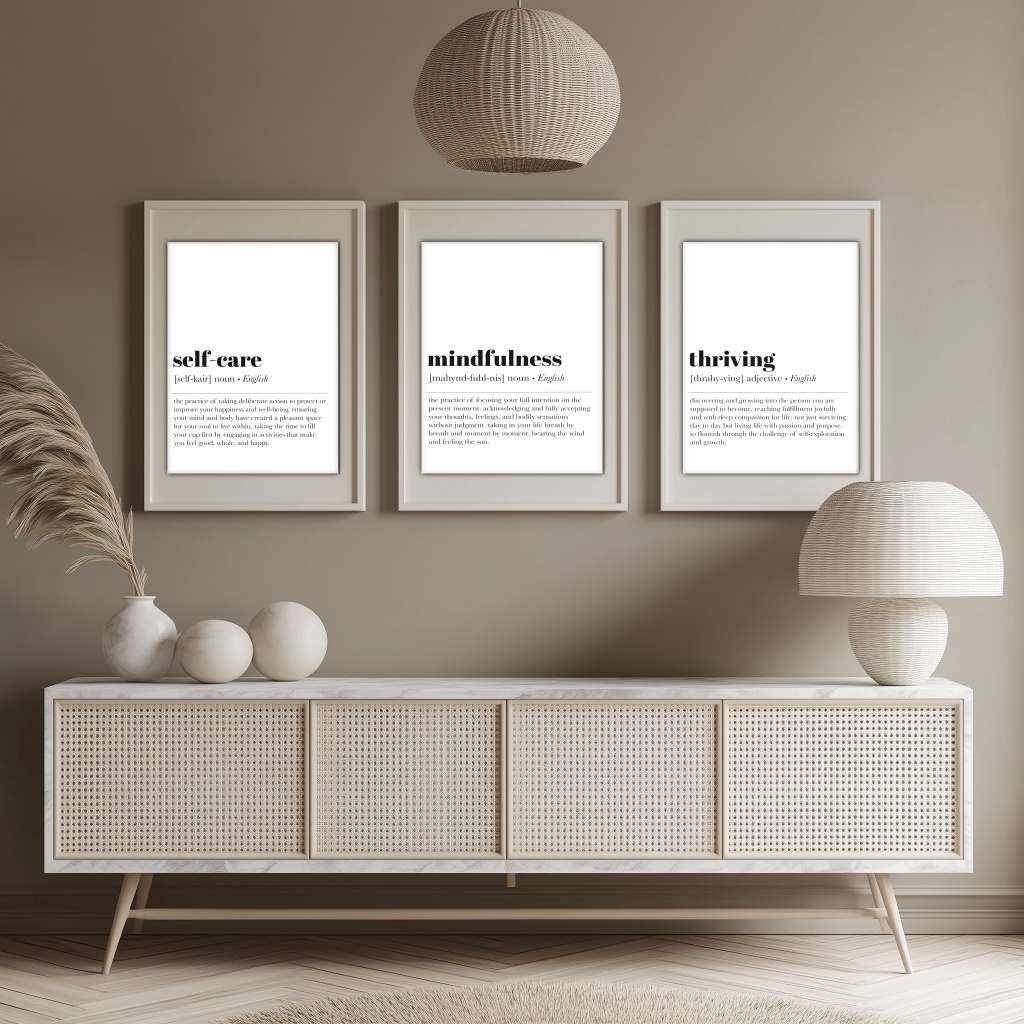 self-care
[self-kair] noun • English
the practice of taking deliberate action to protect or
improve your happiness and well-being, ensuring
your mind and body have created a pleasant space
for your soul to live within. taking the time to fill
your cup first by engaging in activities that make
you feel good, whole, and happy.
mindfulness
[mahynd-fuhl-nis] noun • English
the practice of focusing your full intention on the
present moment. acknowledging and fully accepting
your thoughts, feelings, and bodily sensations
without judgment. taking in your life breath by
breath and moment by moment, hearing the wind
and feeling the sun.
thriving
[thrahy-ving] adjective • English
discovering and growing into the person you are
supposed to become. reaching fulfillment joyfully
and with deep compassion for life. not just surviving
day to day but living life with passion and purpose.
to flourish through the challenge of self-exploration
and growth.